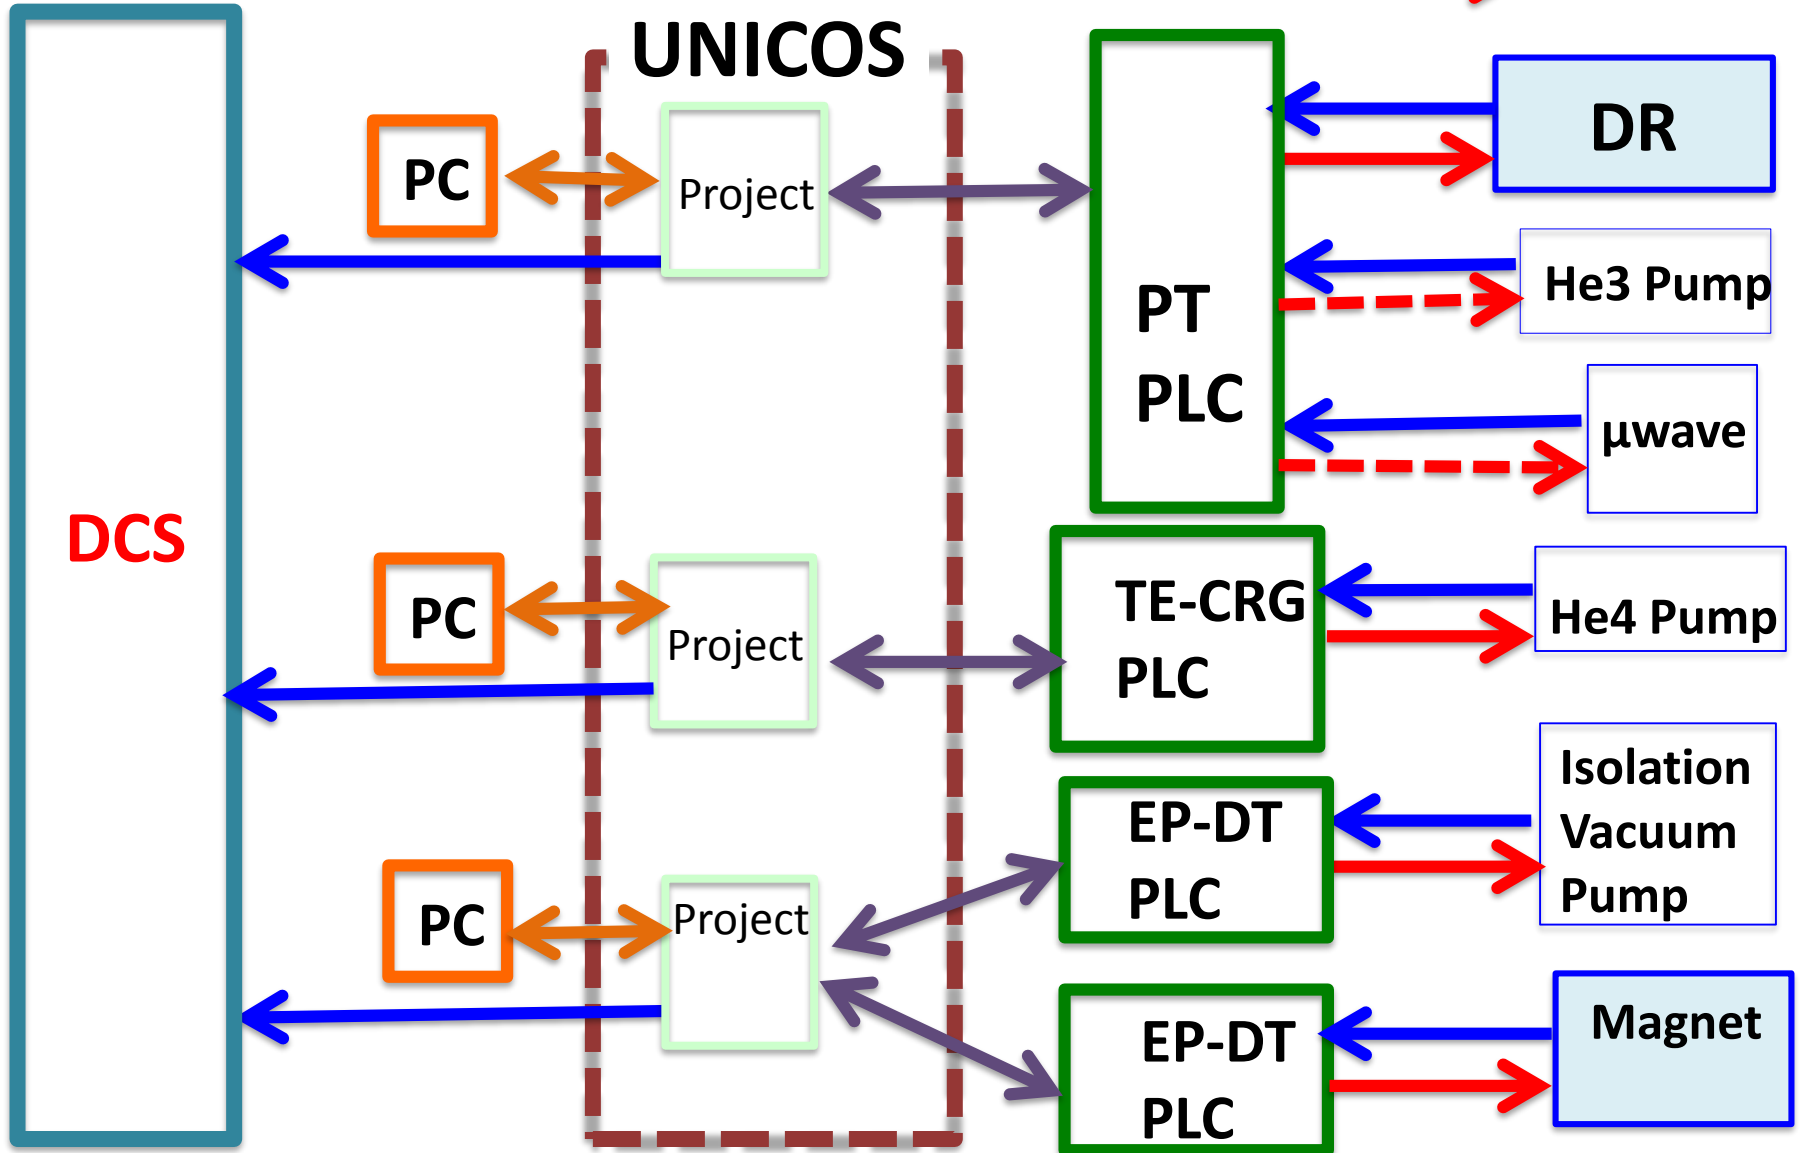 UNICOS
DCS
PC
Project
PT
PLC
DR
He3 Pump
µwave
PC
Project
TE-CRG
PLC
He4 Pump
PC
Project
EP-DT
PLC
Isolation
Vacuum
Pump
EP-DT
PLC
Magnet